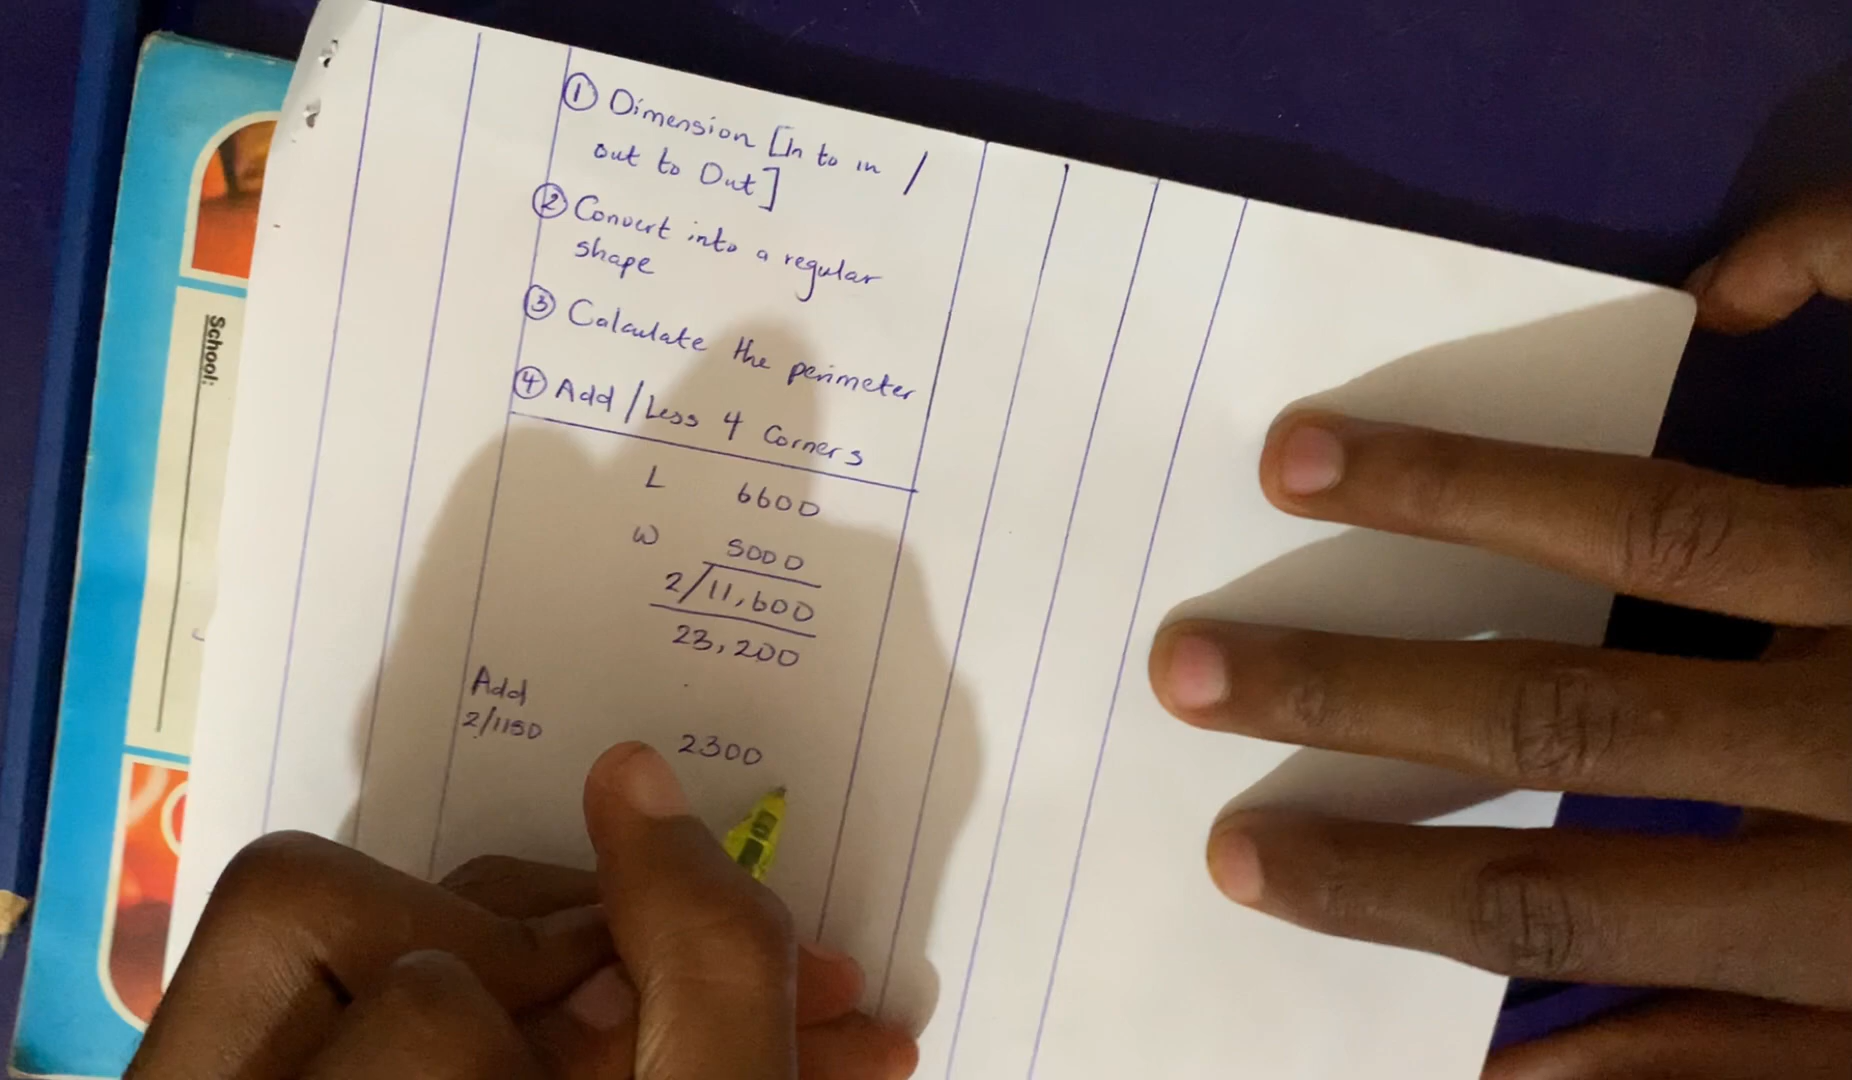 ① Dimension [In to in /
out to Out]
② Convert into a regular
shape
③ Calculate the perimeter
④ Add / Less 4 Corners
L 6600
W 5000
2/11,600
23,200
Add
2/1150 2300
School: